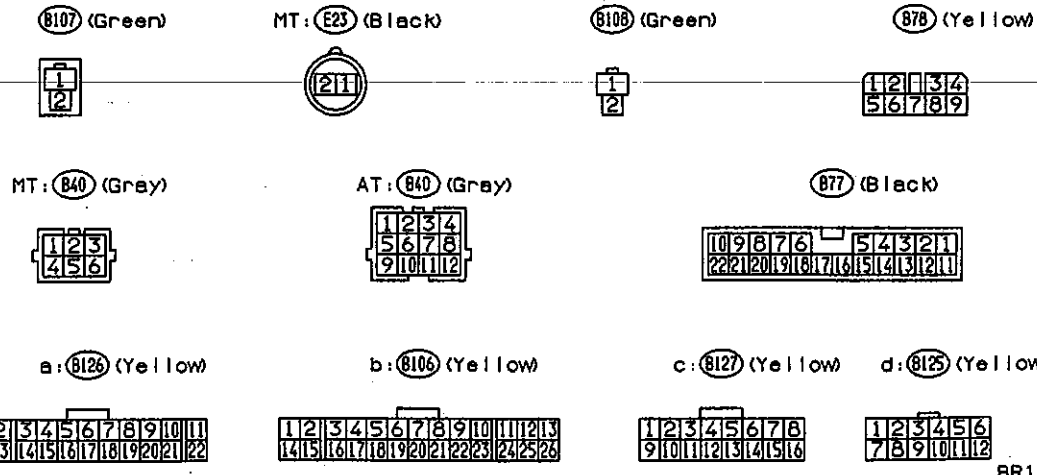 B107 (Green) MT: E23 (Black) B108 (Green) B78 (Yellow)
1 2 1 1 1 2 3 4
2 2 5 6 7 8 9
MT: B40 (Gray) AT: B40 (Gray) B77 (Black)
1 2 3 4
1 2 3 5 6 7 8 10 9 8 7 6 5 4 3 2 1
4 5 6 9 10 11 12 22 21 20 19 18 17 16 15 14 13 12 11
a: B126 (Yellow) b: B106 (Yellow) c: B127 (Yellow) d: B125 (Yellow
2 3 4 5 6 7 8 9 10 11 1 2 3 4 5 6 7 8 9 10 11 12 13 1 2 3 4 5 6 7 8 1 2 3 4 5 6
3 14 15 16 17 18 19 20 21 22 14 15 16 17 18 19 20 21 22 23 24 25 26 9 10 11 12 13 14 15 16 7 8 9 10 11 12
BR1